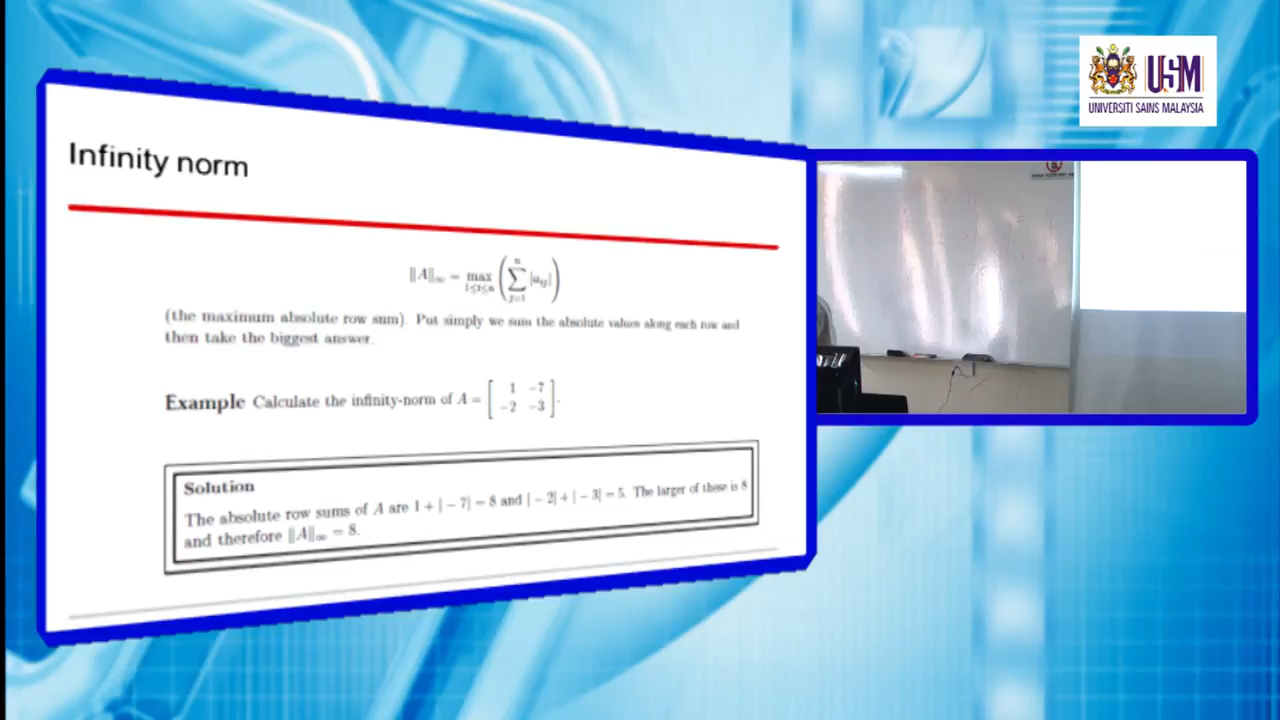 Infinity norm
‖A‖∞ = max 1≤i≤n (∑ j=1 n |aij|)
(the maximum absolute row sum). Put simply we sum the absolute values along each row and
then take the biggest answer.
Example Calculate the infinity-norm of A = [ 1 −7
−2 −3 ].
Solution
The absolute row sums of A are 1 + | − 7| = 8 and | − 2| + | − 3| = 5. The larger of these is 8
and therefore ‖A‖∞ = 8.
USM
UNIVERSITI SAINS MALAYSIA